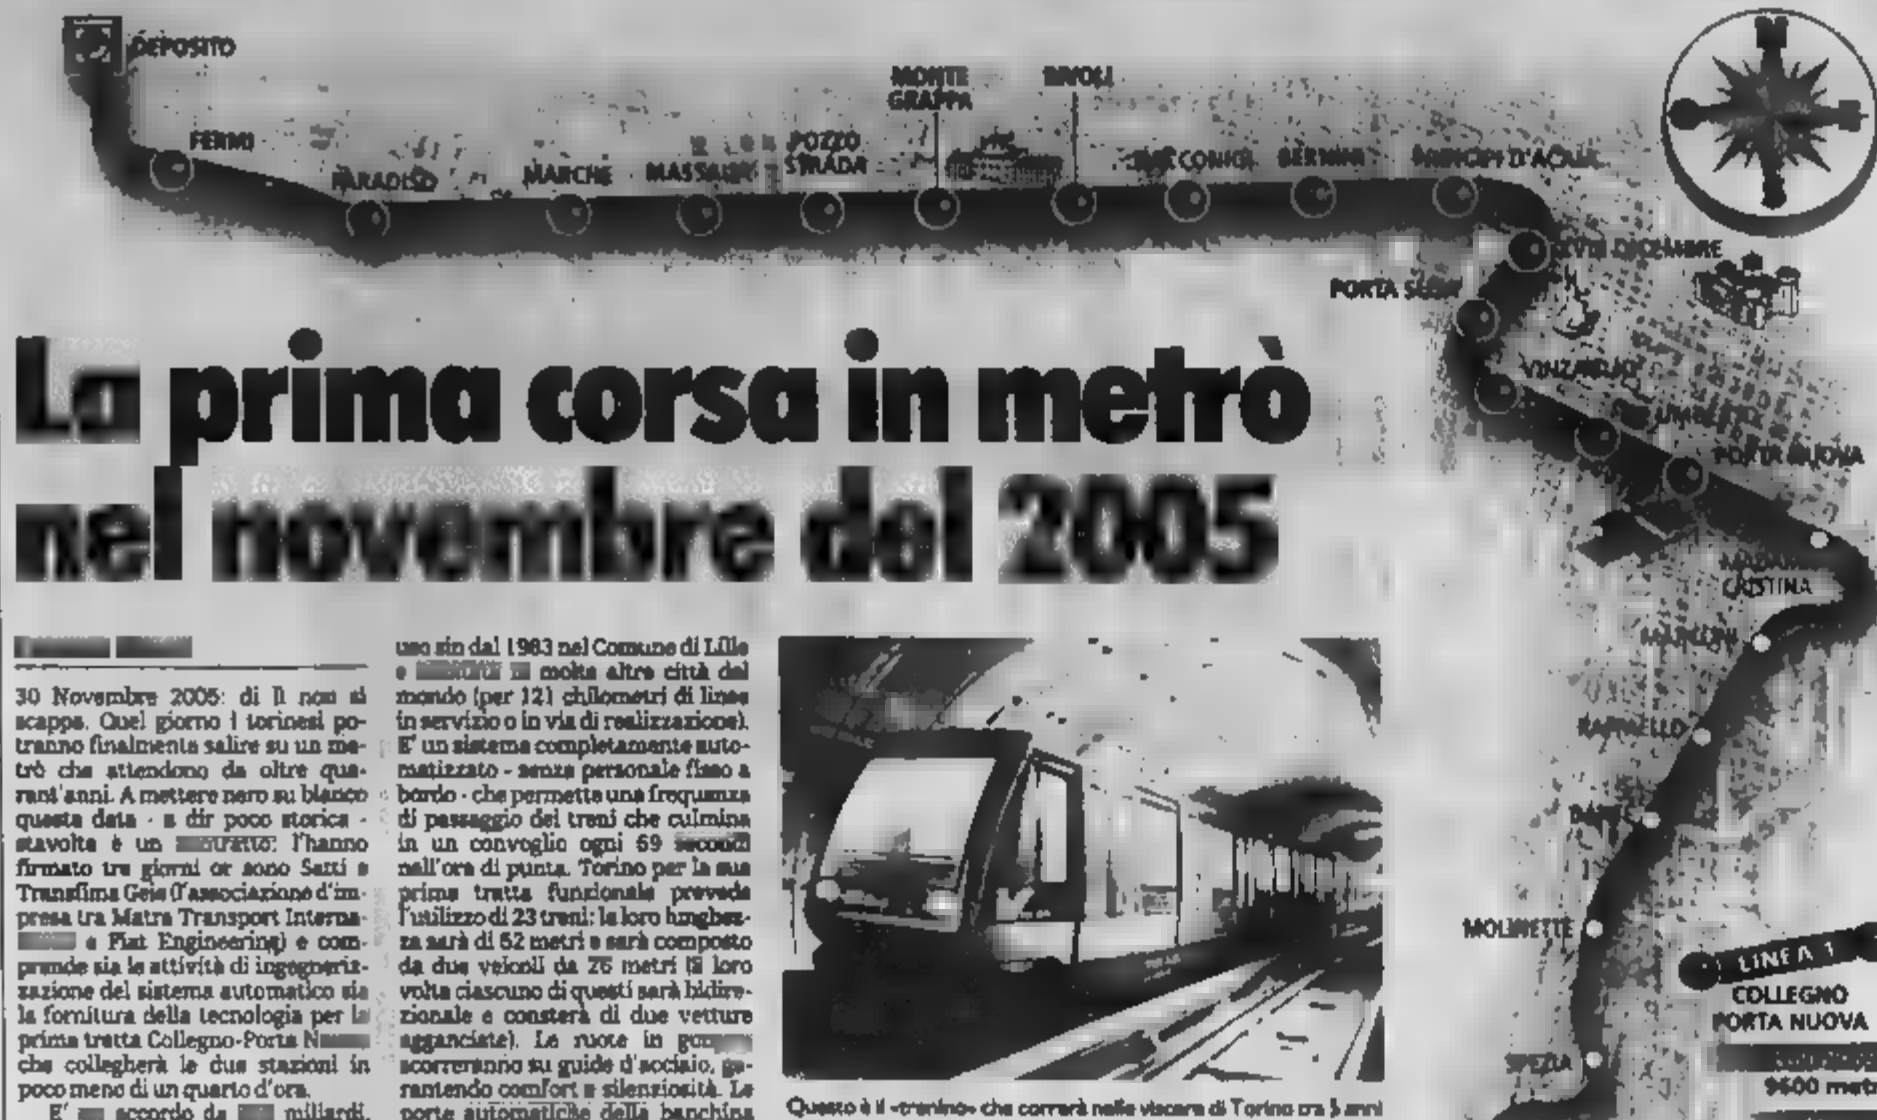 DEPOSITO
FERMI
PARADISO
MARCHE
MASSAUA
POZZO
STRADA
MONTE
GRAPPA
RIVOLI
RACCONIGI
BERNINI
PRINCIPI D'ACAJA
XVIII DICEMBRE
PORTA SUSA
VINZAGLIO
RE UMBERTO
PORTA NUOVA
MADAMA
CRISTINA
MARCONI
RAFFAELLO
DANTE
MOLINETTE
SPEZIA
LINEA 1
COLLEGNO
PORTA NUOVA
9600 metri
La prima corsa in metrò
nel novembre del 2005
30 Novembre 2005: di lì non si
scappa. Quel giorno i torinesi po-
tranno finalmente salire su un me-
trò che attendono da oltre qua-
rant'anni. A mettere nero su bianco
questa data - a dir poco storica -
stavolta è un contratto: l'hanno
firmato tre giorni or sono Satti e
Transfima Geie (l'associazione d'im-
presa tra Matra Transport Interna-
e Fiat Engineering) e com-
prende sia le attività di ingegneriz-
zazione del sistema automatico sia
la fornitura della tecnologia per la
prima tratta Collegno-Porta
che collegherà le due stazioni in
poco meno di un quarto d'ora.
E' accordo da miliardi,
uso sin dal 1983 nel Comune di Lille
e molte altre città del
mondo (per 121 chilometri di linee
in servizio o in via di realizzazione).
E' un sistema completamente auto-
matizzato - senza personale fisso a
bordo - che permette una frequenza
di passaggio dei treni che culmina
in un convoglio ogni 69 secondi
nell'ora di punta. Torino per la sua
prima tratta funzionale prevede
l'utilizzo di 23 treni: la loro lunghez-
za sarà di 52 metri e sarà composto
da due veicoli da 26 metri (a loro
volta ciascuno di questi sarà bidire-
zionale e consterà di due vetture
agganciate). Le ruote in gomma
scorreranno su guide d'acciaio, ga-
rantendo comfort e silenziosità. Le
porte automatiche della banchina
Questo è il «trenino» che correrà nelle viscere di Torino tra 5 anni